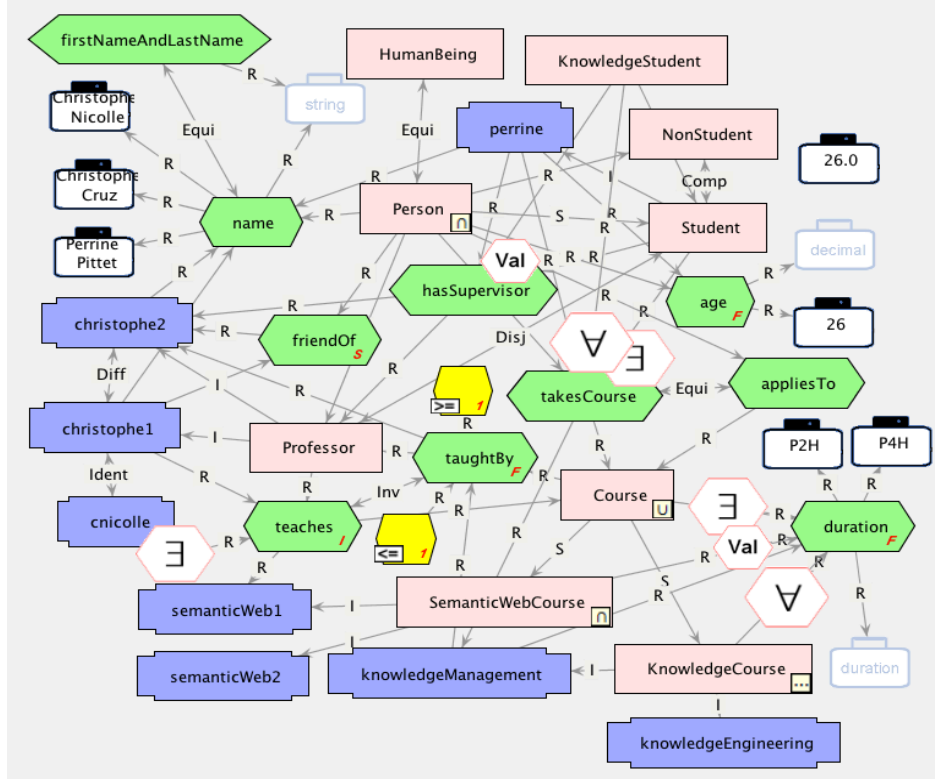 firstNameAndLastName
HumanBeing
KnowledgeStudent
R
Christophe
Nicolle
string
Equi
Equi
perrine
NonStudent
26.0
R
R
R
I
Comp
Christophe
Cruz
R
name
R
Person
∩
R
S
R
R
Student
Perrine
Pittet
R
Val
decimal
R
R
R
R
R
R
hasSupervisor
age
F
R
26
christophe2
R
R
friendOf
S
Disj
R
∀
∃
Diff
I
R
R
>=
1
takesCourse
Equi
appliesTo
christophe1
I
Professor
R
taughtBy
F
R
R
R
P2H
P4H
Ident
R
R
Inv
R
Course
∪
∃
R
R
R
cnicolle
teaches
I
<=
1
R
R
duration
F
∃
R
R
R
S
Val
R
R
R
∀
R
semanticWeb1
I
SemanticWebCourse
∩
R
S
R
semanticWeb2
I
knowledgeManagement
I
KnowledgeCourse
...
duration
I
knowledgeEngineering